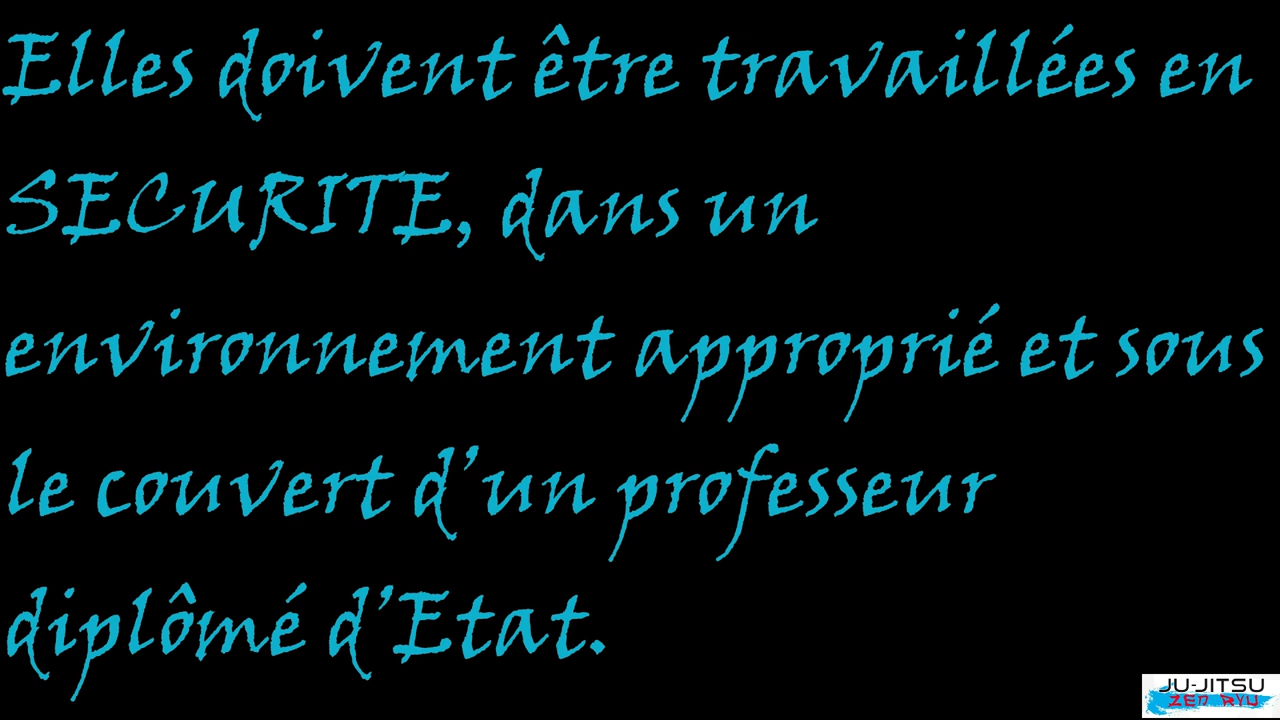 Elles doivent être travaillées en
SECURITE, dans un
environnement approprié et sous
le couvert d’un professeur
diplômé d’Etat.
JU-JITSU
ZEN RYU